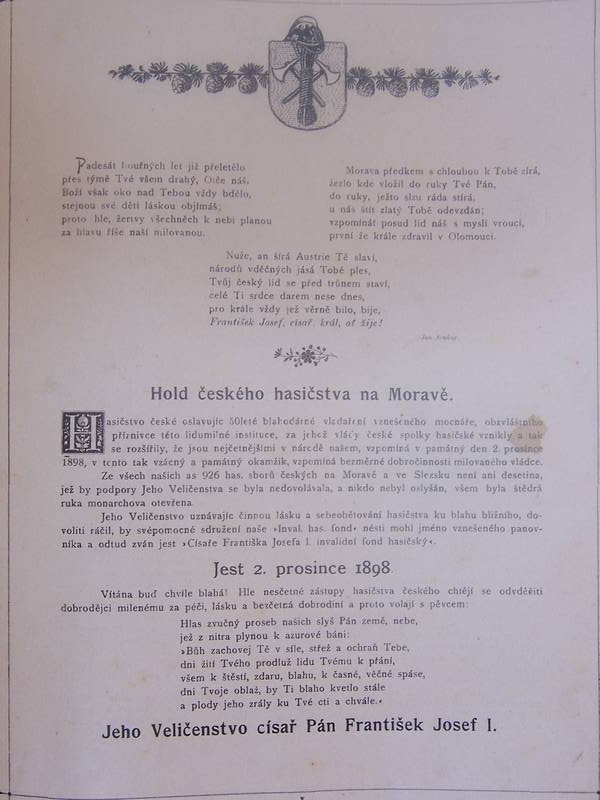 Padesát bouřných let již přeletělo
přes týmě Tvé všem drahý, Otče náš.
Boží však oko nad Tebou vždy bdělo,
stejnou své děti láskou objímáš;
proto hle, žertvy všechněch k nebi planou
za hlavu říše naší milovanou.
Morava předkem s chloubou k Tobě zírá,
žezlo kde vložil do ruky Tvé Pán,
do ruky, ježto slzu ráda stírá,
u nás štít zlatý Tobě odevzdán;
vzpomínát posud lid náš s myslí vroucí,
první že krále zdravil v Olomouci.
Nuže, an šírá Austrie Tě slaví,
národů vděčných jásá Tobě ples,
Tvůj český lid se před trůnem staví,
celé Ti srdce darem nese dnes,
pro krále vždy jež věrně bilo, bije,
František Josef, císař, král, ať žije!
Jan
Hold českého hasičstva na Moravě.
Hasičstvo české oslavujíc 50leté blahodárné vladaření vznešeného mocnáře, obzvláštního
příznivce této lidumilné instituce, za jehož vlády české spolky hasičské vznikly a tak
se rozšířily, že jsou nejčetnějšími v národě našem, vzpomíná v památný den 2. prosince
1898, v tento tak vzácný a památný okamžik, vzpomíná bezměrné dobročinnosti milovaného vládce.
Ze všech našich as 926 has. sborů českých na Moravě a ve Slezsku není ani desetina,
jež by podpory Jeho Veličenstva se byla nedovolávala, a nikdo nebyl oslyšán, všem byla štědrá
ruka monarchova otevřena.
Jeho Veličenstvo uznávajíc činnou lásku a sebeobětování hasičstva ku blahu bližního, do-
voliti ráčil, by svépomocné sdružení naše »Inval. has. fond« nésti mohl jméno vznešeného panov-
níka a odtud zván jest »Císaře Františka Josefa I. invalidní fond hasičský«.
Jest 2. prosince 1898.
Vítána buď chvíle blahá! Hle nesčetné zástupy hasičstva českého chtějí se odvděčiti
dobrodějci milenému za péči, lásku a bezčetná dobrodiní a proto volají s pěvcem:
Hlas zvučný proseb našich slyš Pán země, nebe,
jež z nitra plynou k azurové báni:
»Bůh zachovej Tě v síle, střež a ochraň Tebe,
dni žití Tvého prodluž lidu Tvému k přání,
všem k štěstí, zdaru, blahu, k časné, věčné spáse,
dni Tvoje oblaž, by Ti blaho kvetlo stále
a plody jeho zrály ku Tvé cti a chvále.«
Jeho Veličenstvo císař Pán František Josef I.